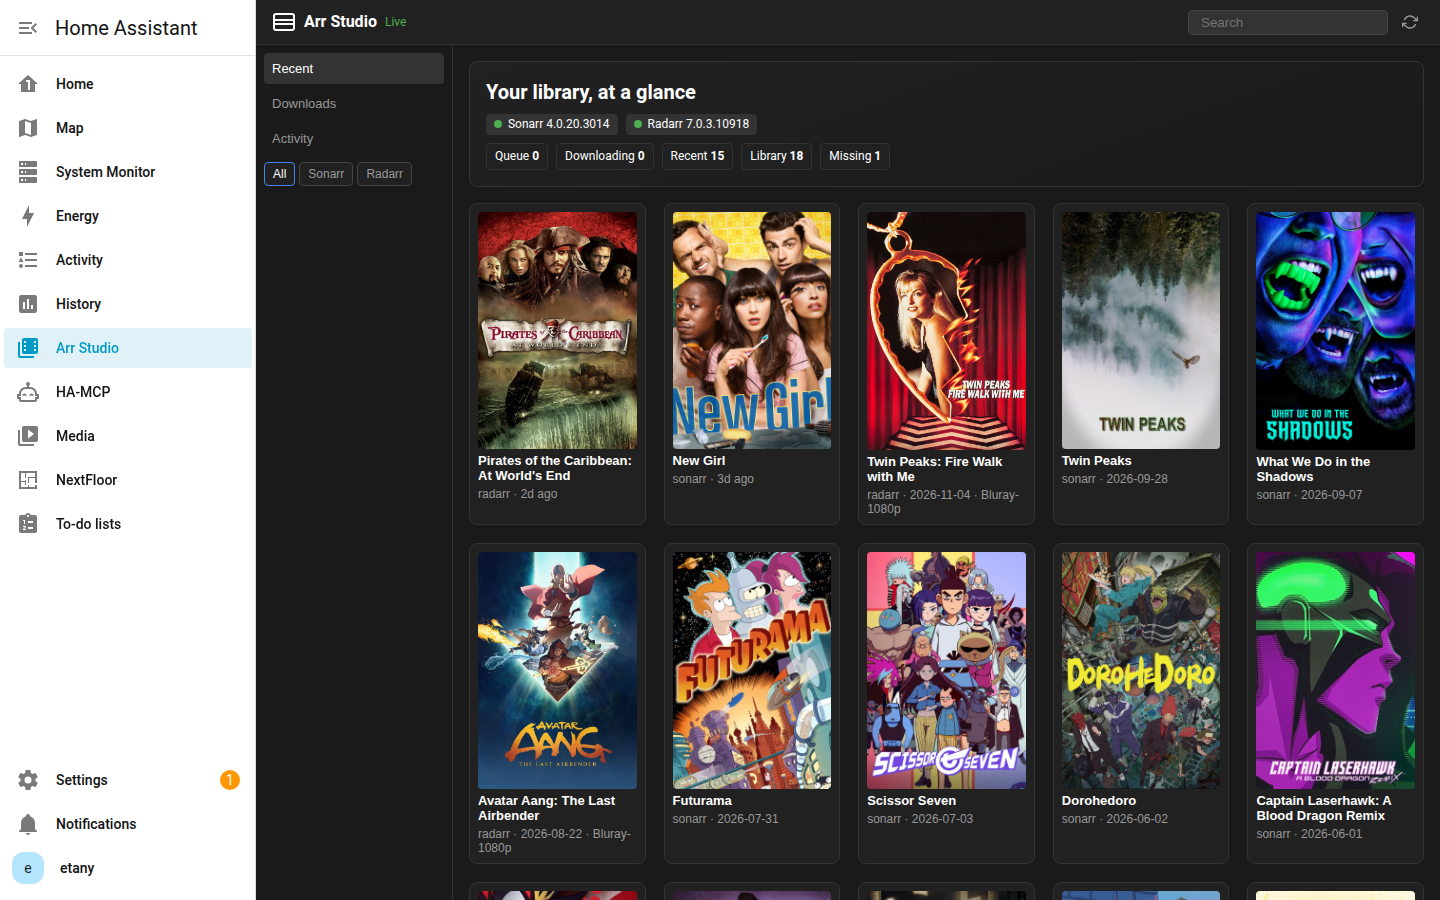 Home Assistant
Home
Map
System Monitor
Energy
Activity
History
Arr Studio
HA-MCP
Media
NextFloor
To-do lists
Settings
1
Notifications
e
etany
Arr Studio
Live
Search
Recent
Downloads
Activity
All
Sonarr
Radarr
Your library, at a glance
Sonarr 4.0.20.3014
Radarr 7.0.3.10918
Queue 0
Downloading 0
Recent 15
Library 18
Missing 1
PIRATES of the CARIBBEAN
AT WORLD'S END
Pirates of the Caribbean:
At World's End
radarr · 2d ago
New Girl
New Girl
sonarr · 3d ago
TWIN PEAKS
FIRE WALK WITH ME
Twin Peaks: Fire Walk
with Me
radarr · 2026-11-04 · Bluray-
1080p
TWIN PEAKS
Twin Peaks
sonarr · 2026-09-28
WHAT WE DO IN THE
SHADOWS
What We Do in the
Shadows
sonarr · 2026-09-07
AVATAR
AANG
THE LAST AIRBENDER
Avatar Aang: The Last
Airbender
radarr · 2026-08-22 · Bluray-
1080p
FUTURAMA
Futurama
sonarr · 2026-07-31
SCISSOR SEVEN
Scissor Seven
sonarr · 2026-07-03
DOROHEDORO
Dorohedoro
sonarr · 2026-06-02
CAPTAIN LASERHAWK
A BLOOD DRAGON REMIX
Captain Laserhawk: A
Blood Dragon Remix
sonarr · 2026-06-01